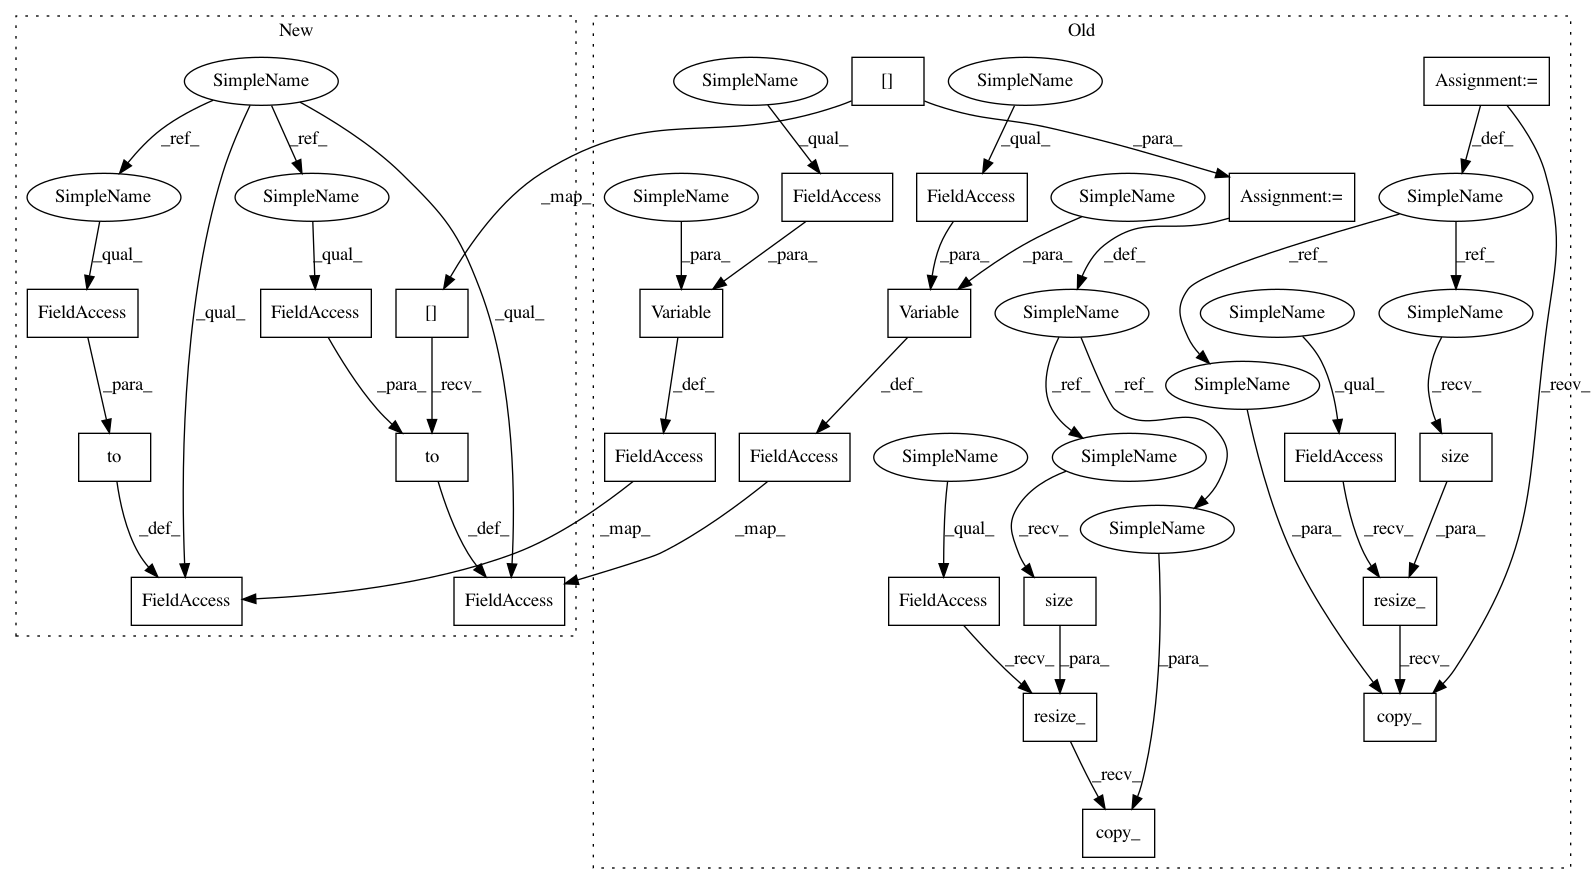 New
Old
SimpleName
SimpleName
[]
SimpleName
Assignment:=
_ref_
_ref_
_qual_
_qual_
_para_
_def_
SimpleName
SimpleName
_map_
SimpleName
FieldAccess
FieldAccess
SimpleName
Assignment:=
SimpleName
_qual_
_qual_
_para_
_para_
_para_
_para_
_def_
_ref_
_ref_
FieldAccess
_qual_
FieldAccess
[]
_qual_
Variable
Variable
SimpleName
SimpleName
SimpleName
_para_
_para_
_recv_
_def_
_def_
_ref_
_ref_
SimpleName
_qual_
_recv_
_recv_
to
to
FieldAccess
FieldAccess
SimpleName
SimpleName
FieldAccess
size
_def_
_def_
_map_
_map_
_qual_
_recv_
SimpleName
_para_
_recv_
_para_
FieldAccess
FieldAccess
FieldAccess
size
resize_
_recv_
_para_
_para_
_recv_
resize_
copy_
_recv_
copy_